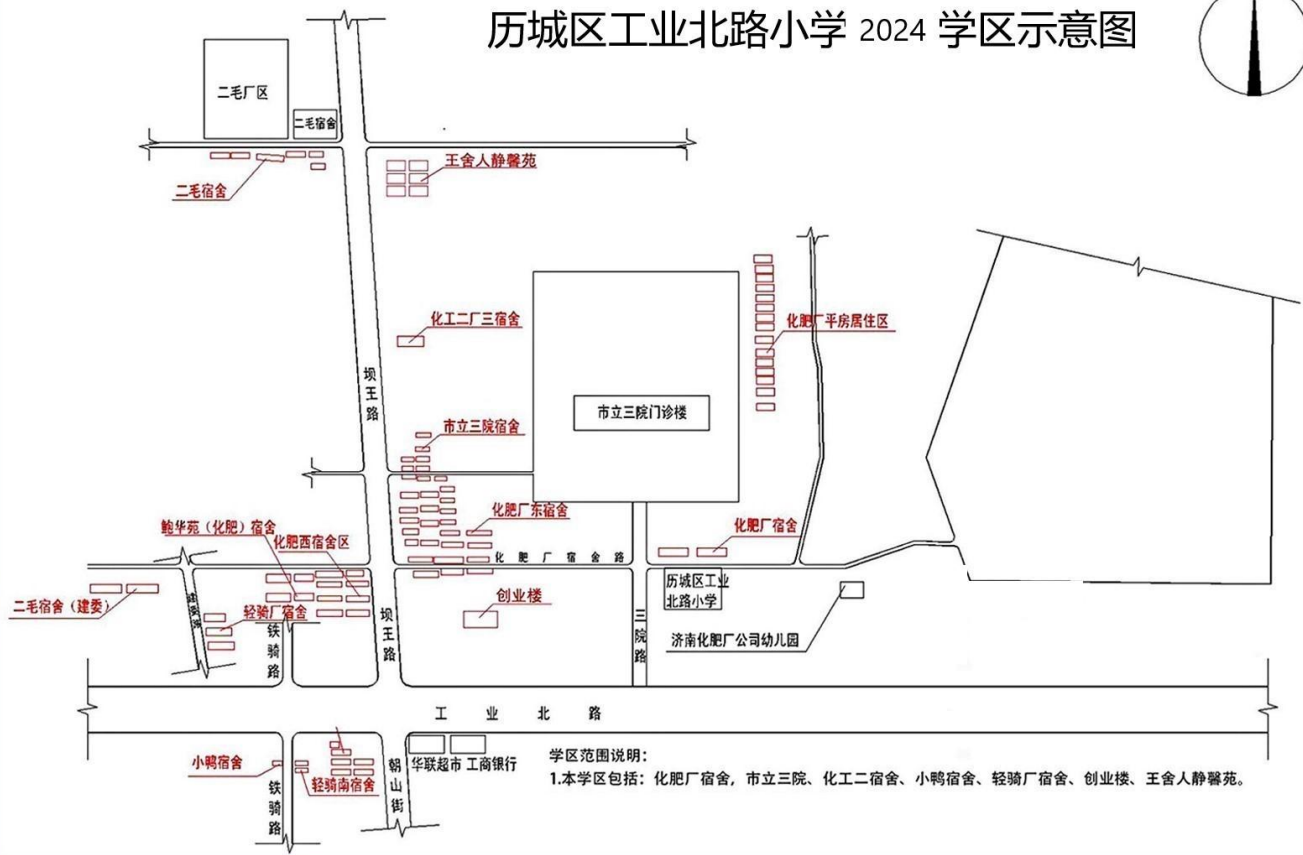 历城区工业北路小学 2024 学区示意图
二毛厂区
二毛宿舍
王舍人静馨苑
二毛宿舍
化工二厂三宿舍
化肥厂平房居住区
坝王路
市立三院门诊楼
市立三院宿舍
化肥厂东宿舍
化肥厂宿舍
鲍华苑（化肥）宿舍
化肥西宿舍区
化肥厂宿舍路
历城区工业
北路小学
二毛宿舍（建委）
轻骑厂宿舍
铁骑路
坝王路
创业楼
三院路
济南化肥厂公司幼儿园
工业北路
小鸭宿舍
轻骑南宿舍
铁骑路
朝山街
华联超市 工商银行
学区范围说明：
1.本学区包括：化肥厂宿舍，市立三院、化工二宿舍、小鸭宿舍、轻骑厂宿舍、创业楼、王舍人静馨苑。